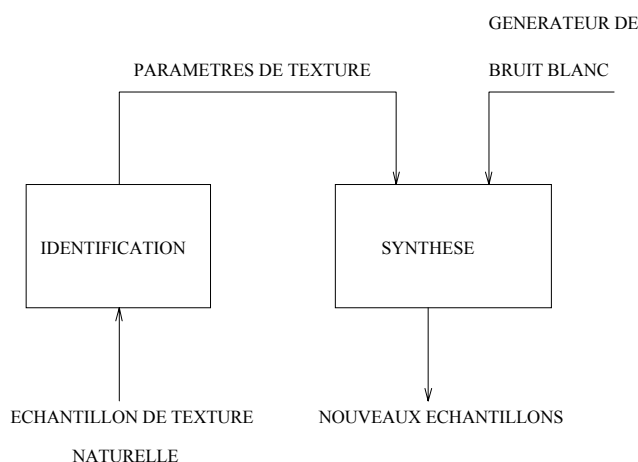 GENERATEUR DE
BRUIT BLANC
PARAMETRES DE TEXTURE
IDENTIFICATION
SYNTHESE
ECHANTILLON DE TEXTURE
NATURELLE
NOUVEAUX ECHANTILLONS